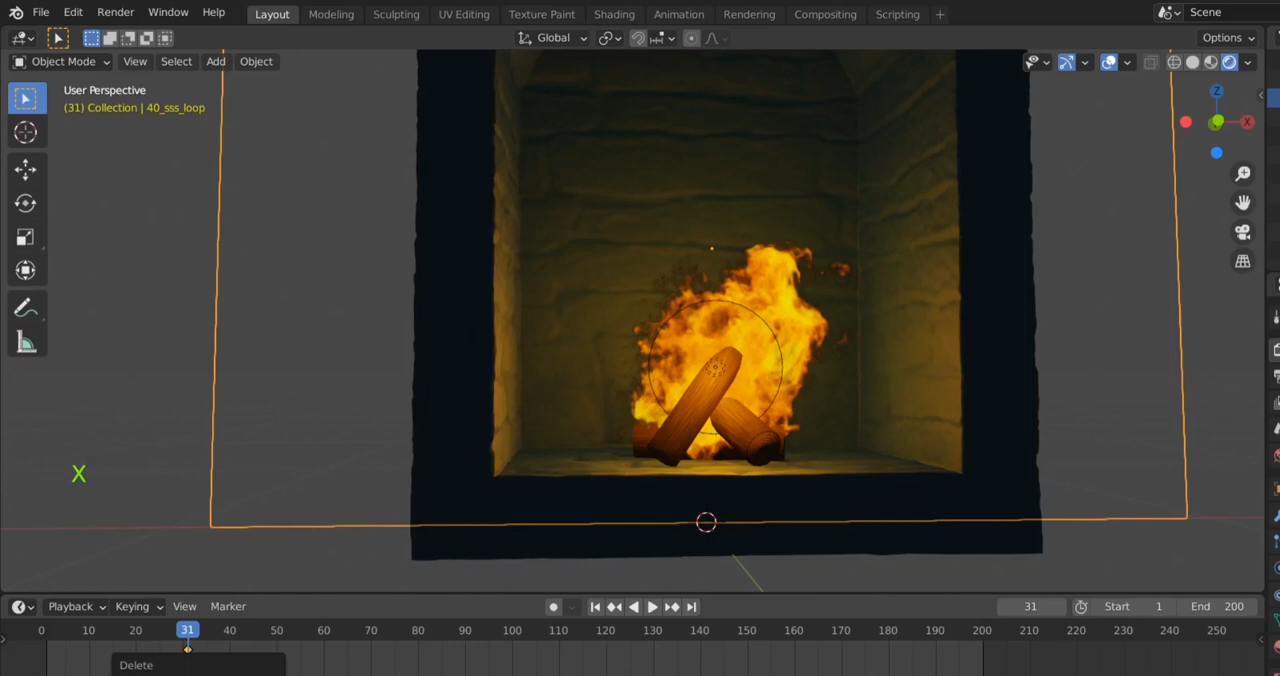 File Edit Render Window Help Layout Modeling Sculpting UV Editing Texture Paint Shading Animation Rendering Compositing Scripting + Scene
Global Options
Object Mode View Select Add Object
User Perspective
(31) Collection | 40_sss_loop
Z
X
X
Playback Keying View Marker 31 Start 1 End 200
0 10 20 31 40 50 60 70 80 90 100 110 120 130 140 150 160 170 180 190 200 210 220 230 240 250
Delete